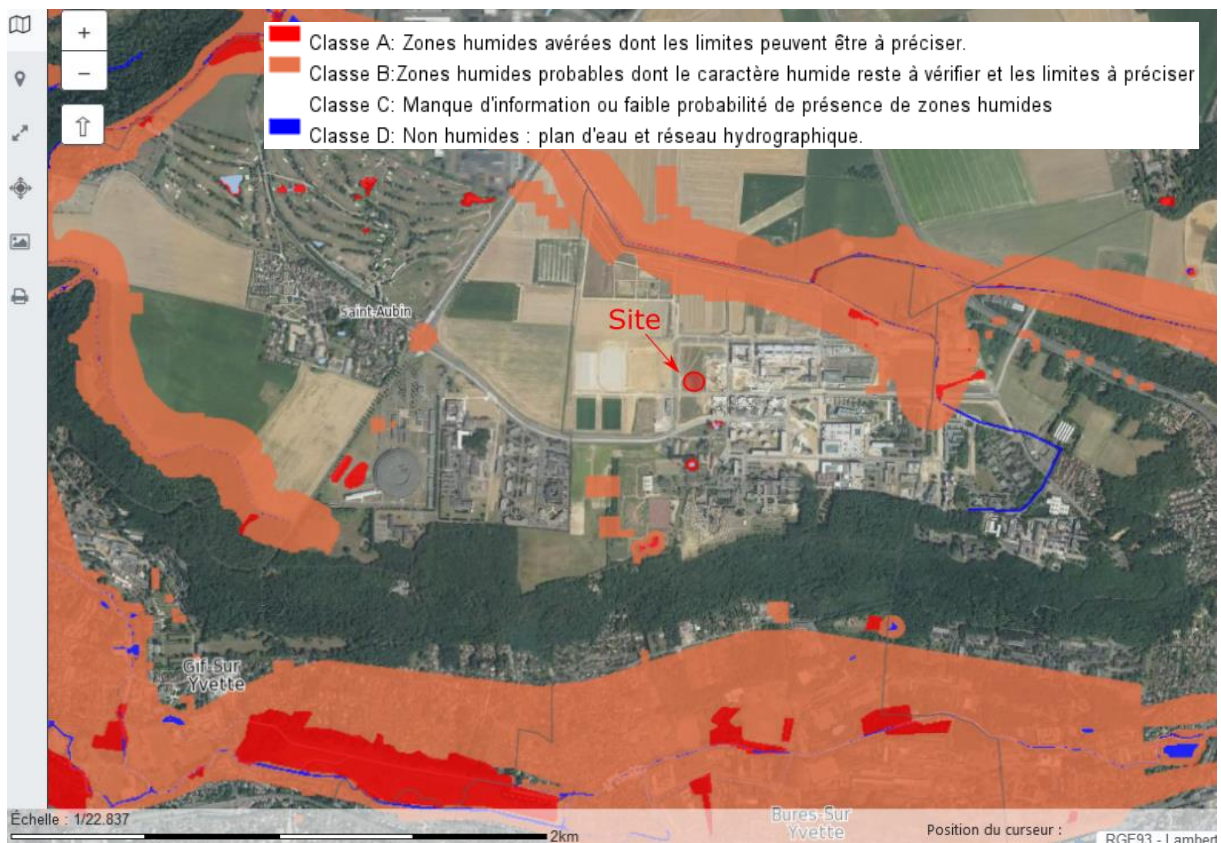 +
Classe A: Zones humides avérées dont les limites peuvent être à préciser.
−
Classe B:Zones humides probables dont le caractère humide reste à vérifier et les limites à préciser
Classe C: Manque d'information ou faible probabilité de présence de zones humides
Classe D: Non humides : plan d'eau et réseau hydrographique.
Saint-Aubin
Site
Gif-Sur
Yvette
Bures-Sur
Yvette
Échelle : 1/22.837
2km
Position du curseur :
RGF93 - Lambert